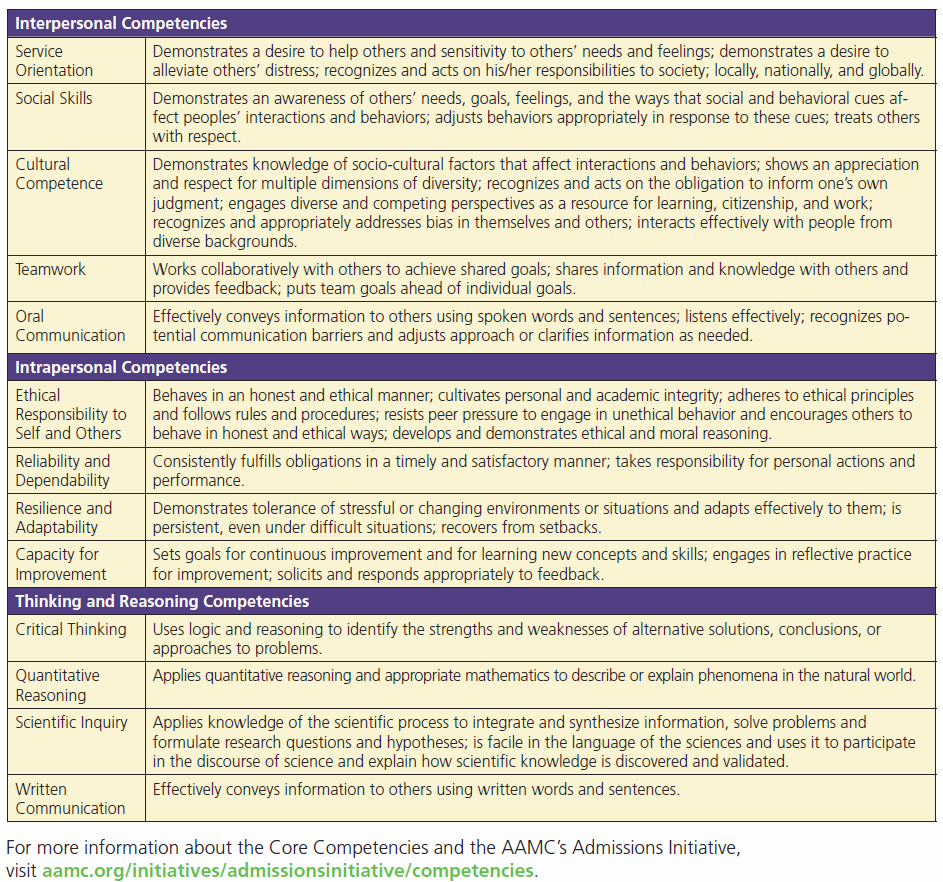 Interpersonal Competencies
Service
Orientation
Demonstrates a desire to help others and sensitivity to others’ needs and feelings; demonstrates a desire to
alleviate others’ distress; recognizes and acts on his/her responsibilities to society; locally, nationally, and globally.
Social Skills
Demonstrates an awareness of others’ needs, goals, feelings, and the ways that social and behavioral cues af-
fect peoples’ interactions and behaviors; adjusts behaviors appropriately in response to these cues; treats others
with respect.
Cultural
Competence
Demonstrates knowledge of socio-cultural factors that affect interactions and behaviors; shows an appreciation
and respect for multiple dimensions of diversity; recognizes and acts on the obligation to inform one’s own
judgment; engages diverse and competing perspectives as a resource for learning, citizenship, and work;
recognizes and appropriately addresses bias in themselves and others; interacts effectively with people from
diverse backgrounds.
Teamwork
Works collaboratively with others to achieve shared goals; shares information and knowledge with others and
provides feedback; puts team goals ahead of individual goals.
Oral
Communication
Effectively conveys information to others using spoken words and sentences; listens effectively; recognizes po-
tential communication barriers and adjusts approach or clarifies information as needed.
Intrapersonal Competencies
Ethical
Responsibility to
Self and Others
Behaves in an honest and ethical manner; cultivates personal and academic integrity; adheres to ethical principles
and follows rules and procedures; resists peer pressure to engage in unethical behavior and encourages others to
behave in honest and ethical ways; develops and demonstrates ethical and moral reasoning.
Reliability and
Dependability
Consistently fulfills obligations in a timely and satisfactory manner; takes responsibility for personal actions and
performance.
Resilience and
Adaptability
Demonstrates tolerance of stressful or changing environments or situations and adapts effectively to them; is
persistent, even under difficult situations; recovers from setbacks.
Capacity for
Improvement
Sets goals for continuous improvement and for learning new concepts and skills; engages in reflective practice
for improvement; solicits and responds appropriately to feedback.
Thinking and Reasoning Competencies
Critical Thinking
Uses logic and reasoning to identify the strengths and weaknesses of alternative solutions, conclusions, or
approaches to problems.
Quantitative
Reasoning
Applies quantitative reasoning and appropriate mathematics to describe or explain phenomena in the natural world.
Scientific Inquiry
Applies knowledge of the scientific process to integrate and synthesize information, solve problems and
formulate research questions and hypotheses; is facile in the language of the sciences and uses it to participate
in the discourse of science and explain how scientific knowledge is discovered and validated.
Written
Communication
Effectively conveys information to others using written words and sentences.
For more information about the Core Competencies and the AAMC’s Admissions Initiative,
visit aamc.org/initiatives/admissionsinitiative/competencies.